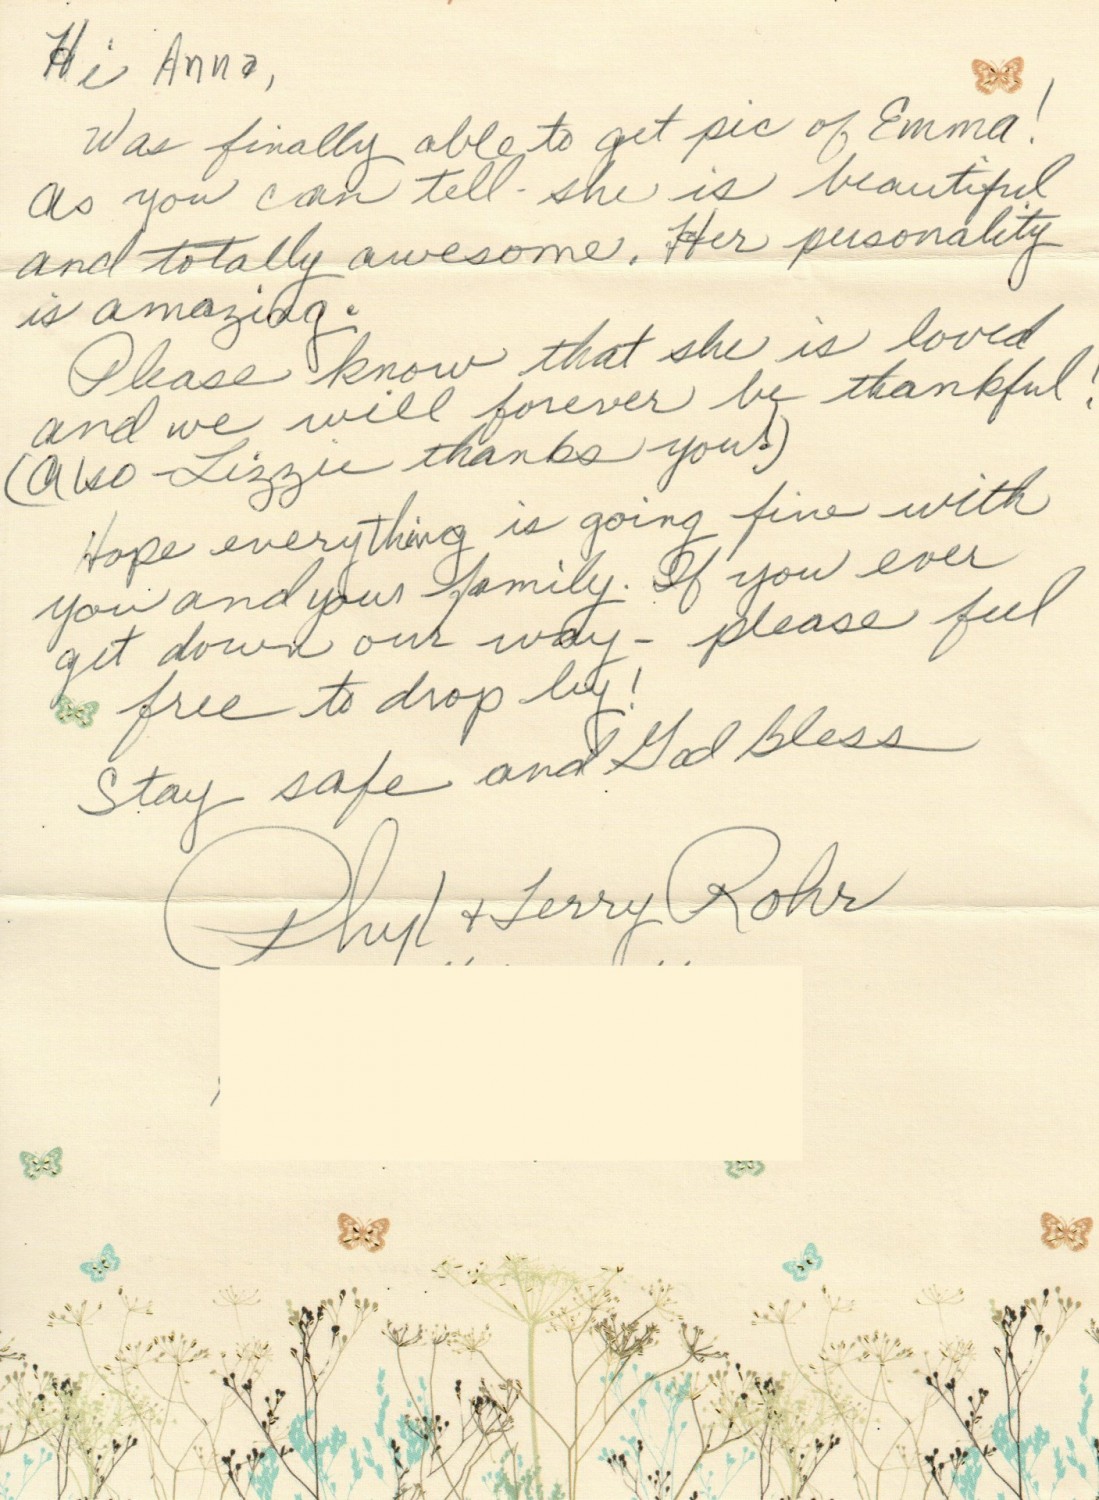 Hi Anna,
Was finally able to get pic of Emma!
As you can tell - she is beautiful
and totally awesome. Her personality
is amazing.
Please know that she is loved
and we will forever be thankful!
(Also - Lizzie thanks you!)
Hope everything is going fine with
you and your family. If you ever
get down our way - please feel
free to drop by!
Stay safe and God Bless
Phyl + Terry Rohr